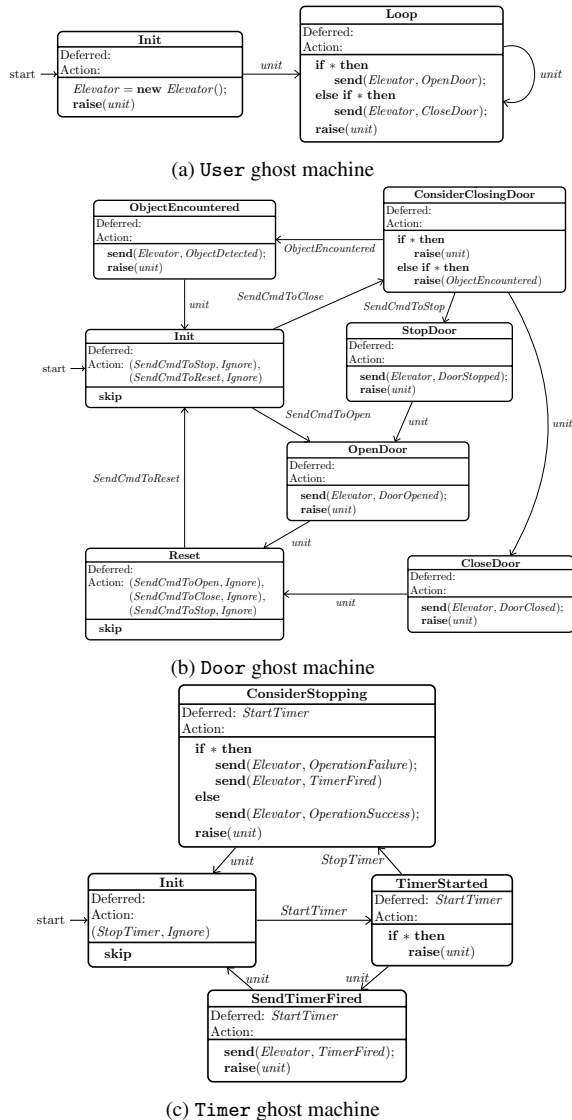 Init
Deferred:
Action:
Elevator = new Elevator();
raise(unit)
start
unit
Loop
Deferred:
Action:
if * then
send(Elevator, OpenDoor);
else if * then
send(Elevator, CloseDoor);
raise(unit)
unit
(a) User ghost machine
ObjectEncountered
Deferred:
Action:
send(Elevator, ObjectDetected);
raise(unit)
ObjectEncountered
ConsiderClosingDoor
Deferred:
Action:
if * then
raise(unit)
else if * then
raise(ObjectEncountered)
unit
SendCmdToClose
SendCmdToStop
Init
Deferred:
Action: (SendCmdToStop, Ignore),
(SendCmdToReset, Ignore)
skip
start
StopDoor
Deferred:
Action:
send(Elevator, DoorStopped);
raise(unit)
SendCmdToOpen
unit
unit
OpenDoor
Deferred:
Action:
send(Elevator, DoorOpened);
raise(unit)
SendCmdToReset
unit
Reset
Deferred:
Action: (SendCmdToOpen, Ignore),
(SendCmdToClose, Ignore),
(SendCmdToStop, Ignore)
skip
unit
CloseDoor
Deferred:
Action:
send(Elevator, DoorClosed);
raise(unit)
(b) Door ghost machine
ConsiderStopping
Deferred: StartTimer
Action:
if * then
send(Elevator, OperationFailure);
send(Elevator, TimerFired)
else
send(Elevator, OperationSuccess);
raise(unit)
unit
StopTimer
Init
Deferred:
Action:
(StopTimer, Ignore)
skip
start
StartTimer
TimerStarted
Deferred: StartTimer
Action:
if * then
raise(unit)
unit
unit
SendTimerFired
Deferred: StartTimer
Action:
send(Elevator, TimerFired);
raise(unit)
(c) Timer ghost machine